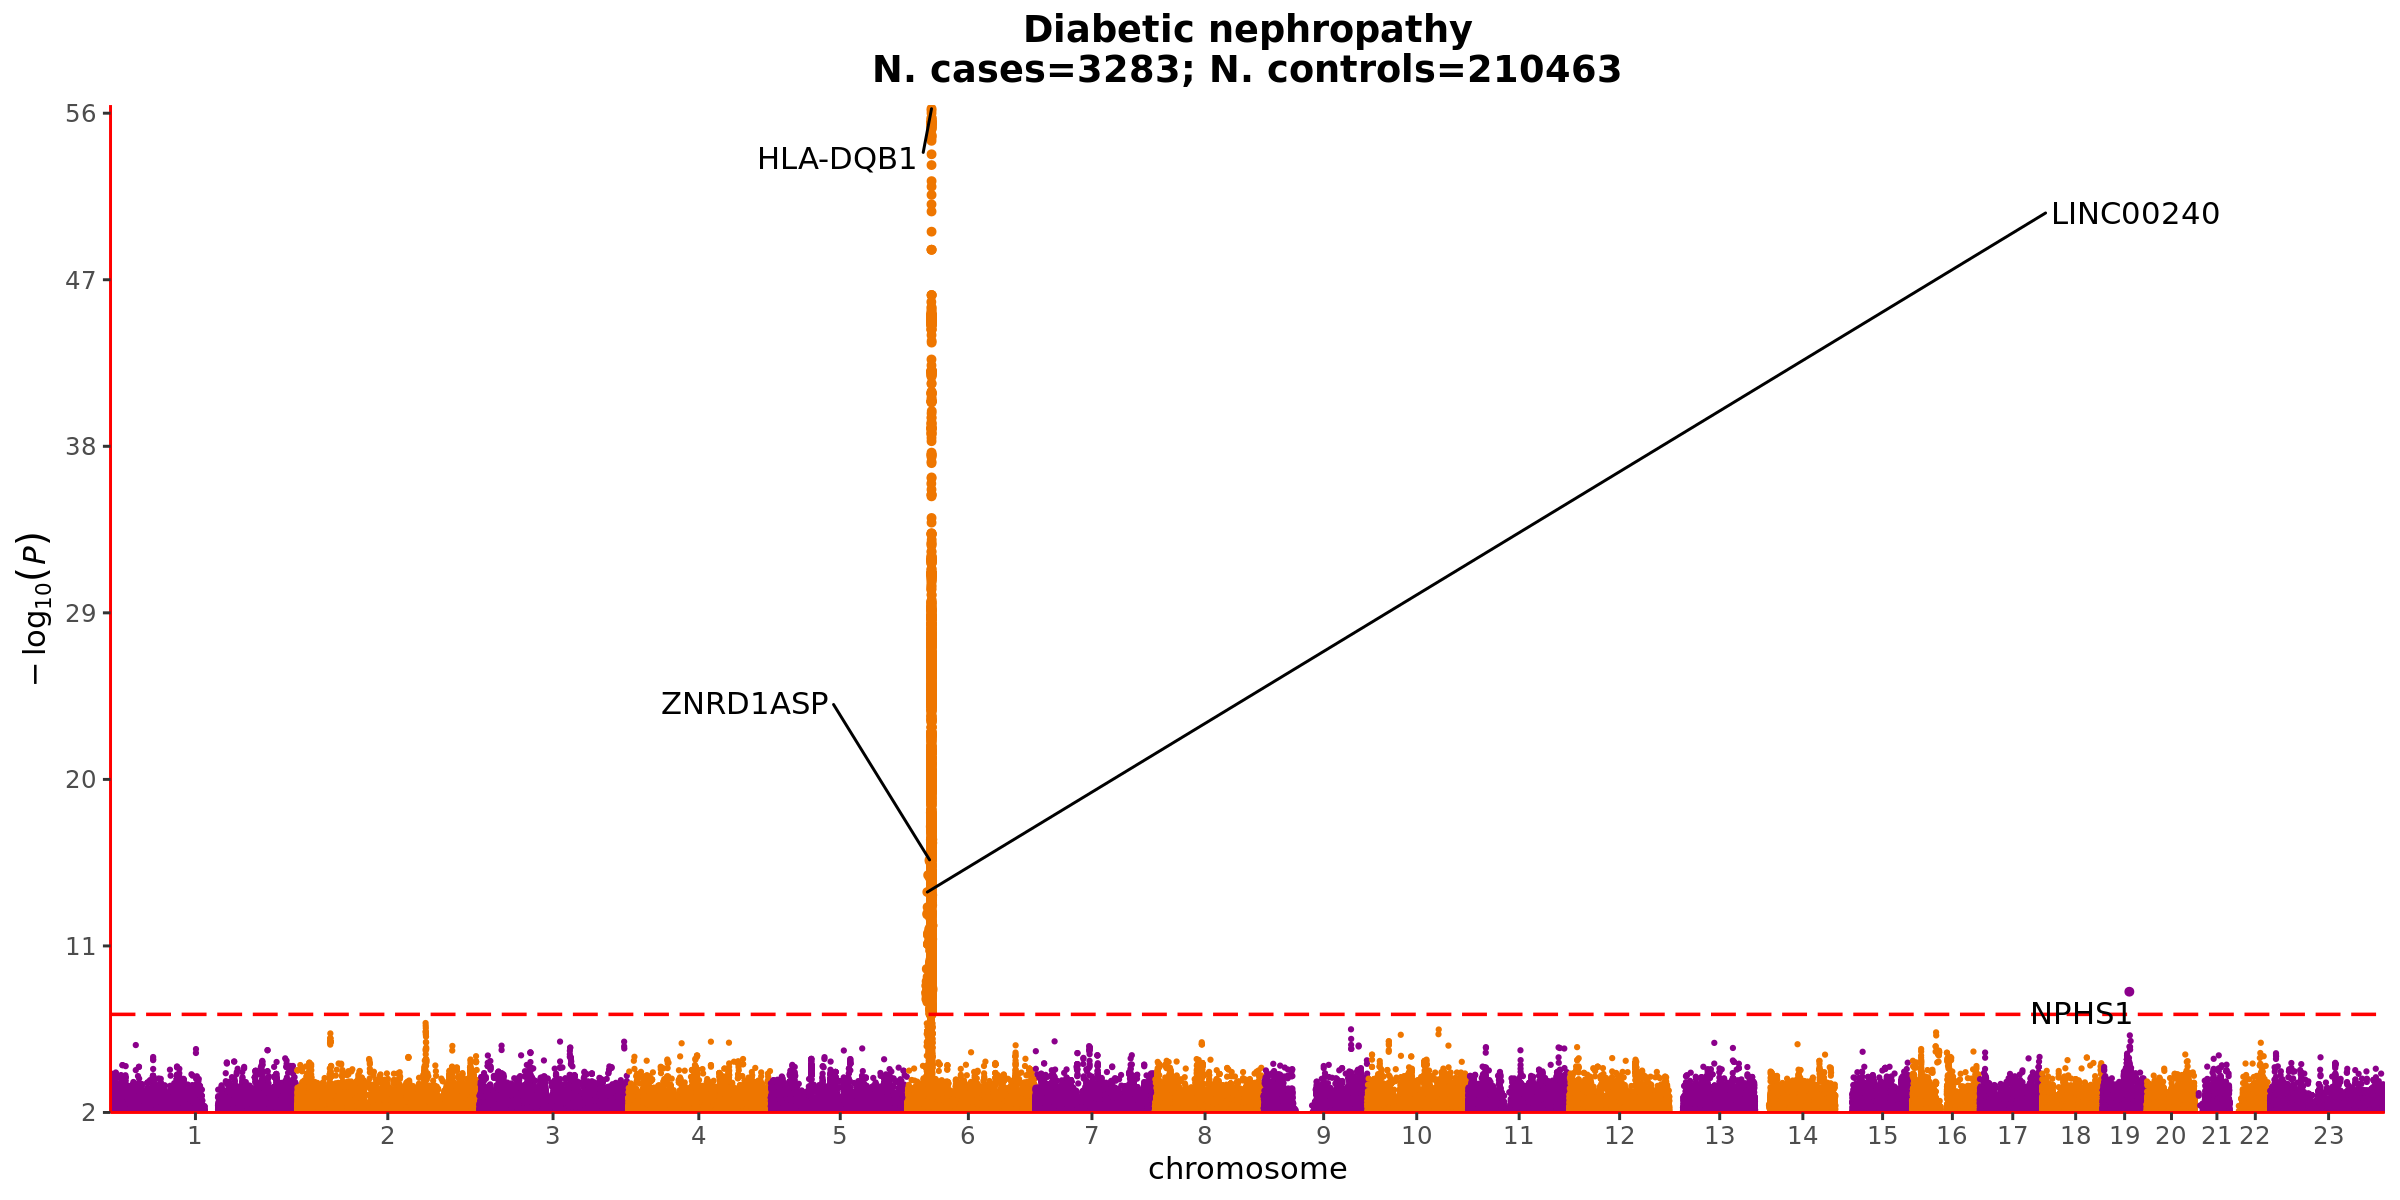 Diabetic nephropathy
N. cases=3283; N. controls=210463
56
HLA-DQB1
LINC00240
47
38
− log10(P)
29
ZNRD1ASP
20
11
NPHS1
2
1 2 3 4 5 6 7 8 9 10 11 12 13 14 15 16 17 18 19 20 21 22 23
chromosome